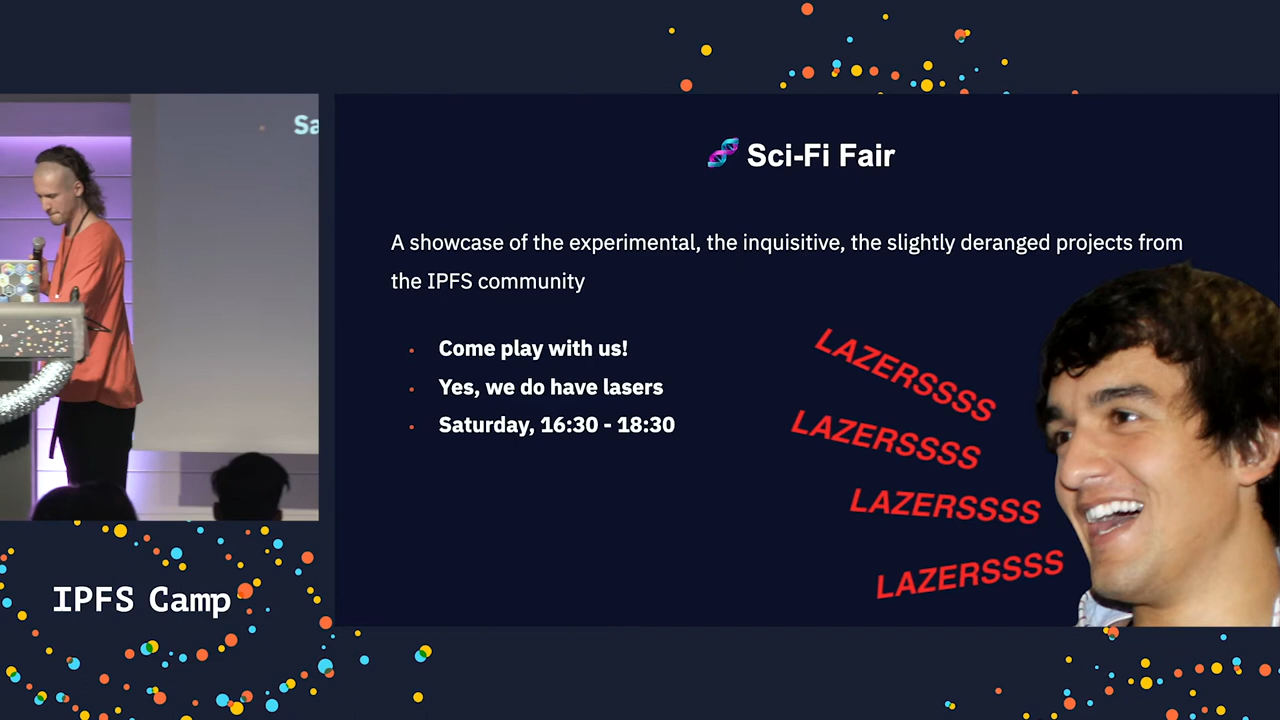 Sa
Sci-Fi Fair
A showcase of the experimental, the inquisitive, the slightly deranged projects from
the IPFS community
Come play with us!
Yes, we do have lasers
Saturday, 16:30 - 18:30
LAZERSSSS
LAZERSSSS
LAZERSSSS
LAZERSSSS
IPFS Camp